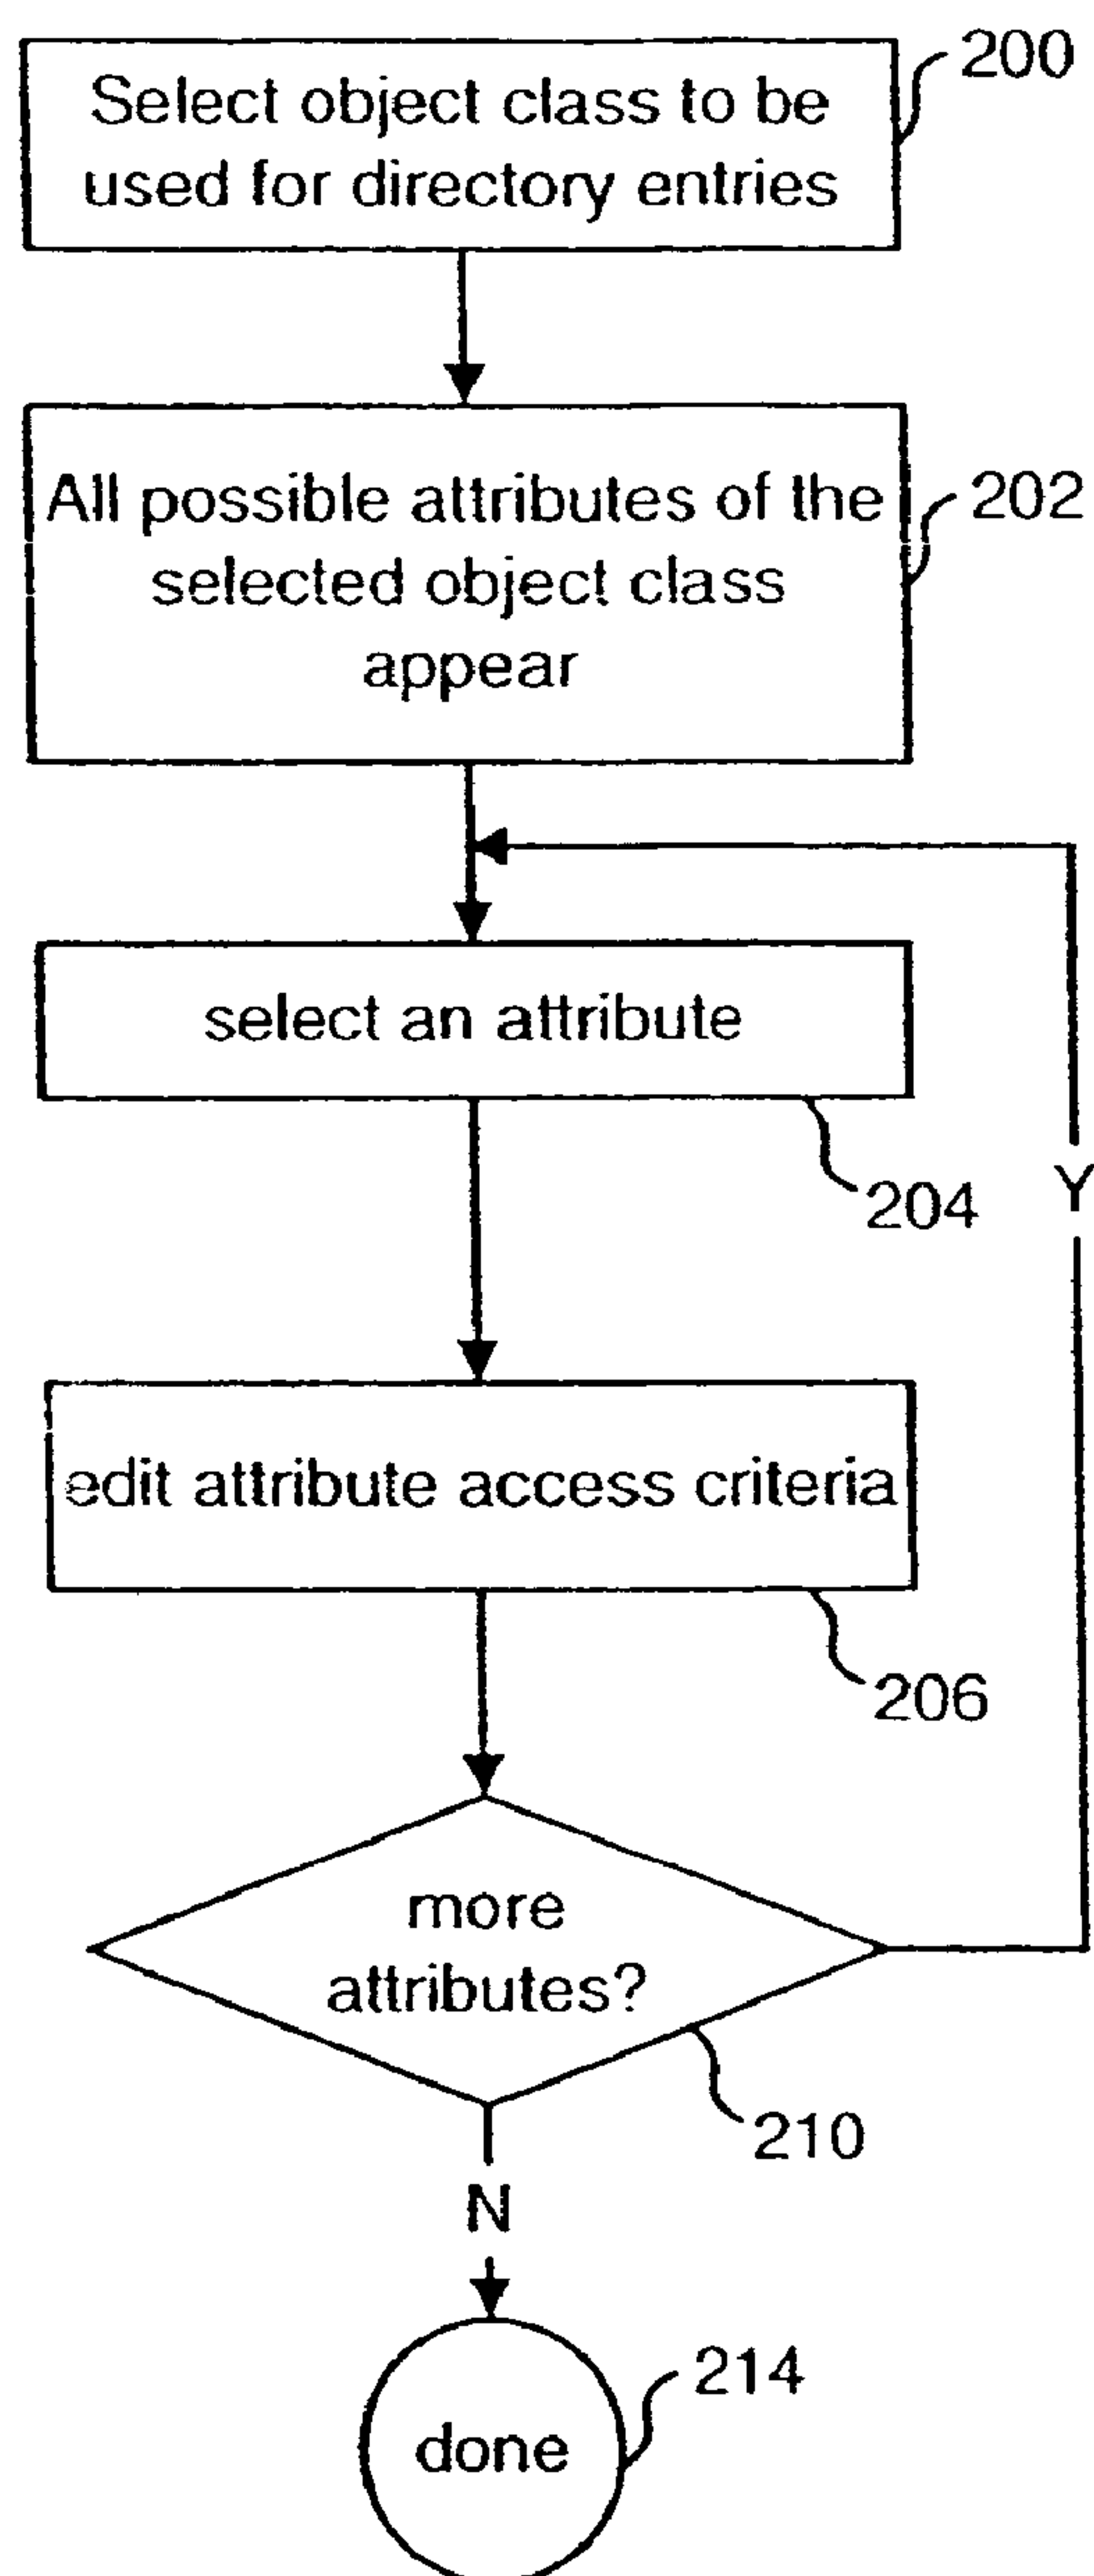 200
Select object class to be
used for directory entries
All possible attributes of the
202
selected object class
appear
select an attribute
Y
204
edit attribute access criteria
206
more
attributes?
210
N
214
done